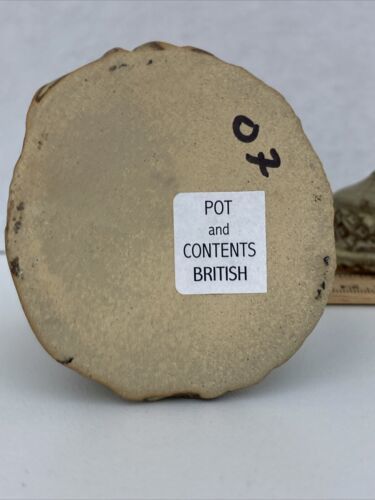 07
POT
and
CONTENTS
BRITISH